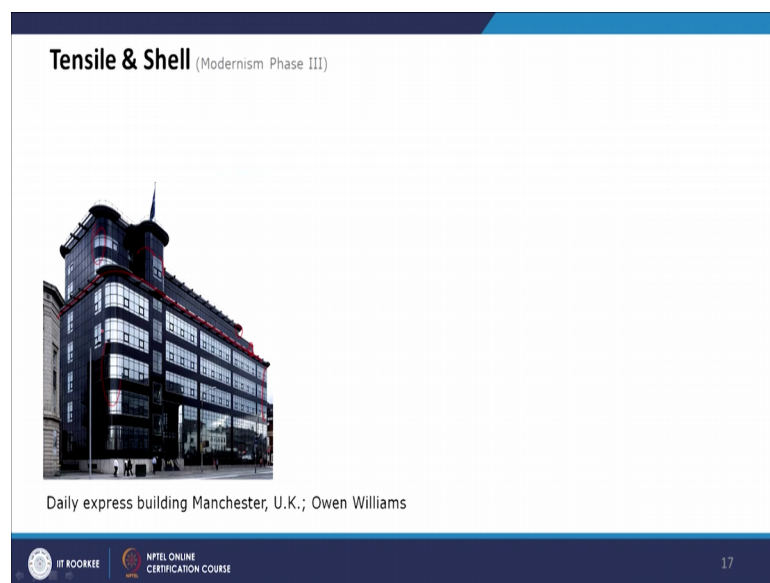 Tensile & Shell (Modernism Phase III)
Daily express building Manchester, U.K.; Owen Williams
IIT ROORKEE
NPTEL ONLINE
CERTIFICATION COURSE
17